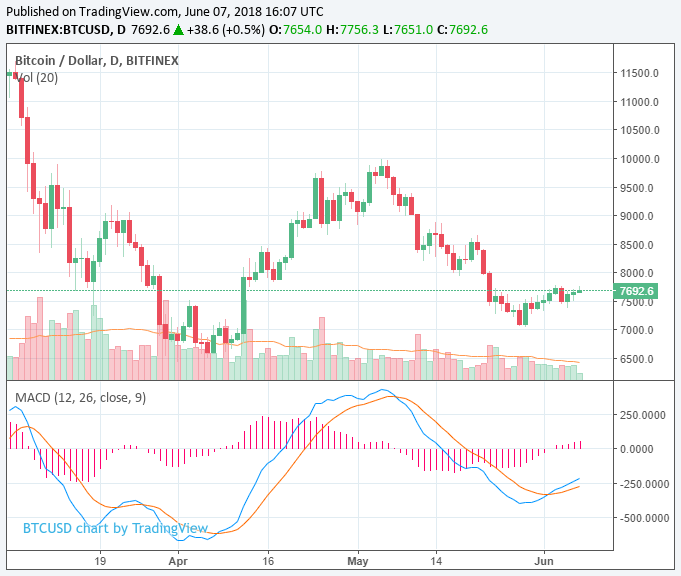 Published on TradingView.com, June 07, 2018 16:07 UTC
BITFINEX:BTCUSD, D 7692.6 ▲ +38.6 (+0.5%) O:7654.0 H:7756.3 L:7651.0 C:7692.6
Bitcoin / Dollar, D, BITFINEX
Vol (20)
11500.0
11000.0
10500.0
10000.0
9500.0
9000.0
8500.0
8000.0
7692.6
7500.0
7000.0
6500.0
MACD (12, 26, close, 9)
250.0000
0.0000
-250.0000
-500.0000
BTCUSD chart by TradingView
19 Apr 16 May 14 Jun